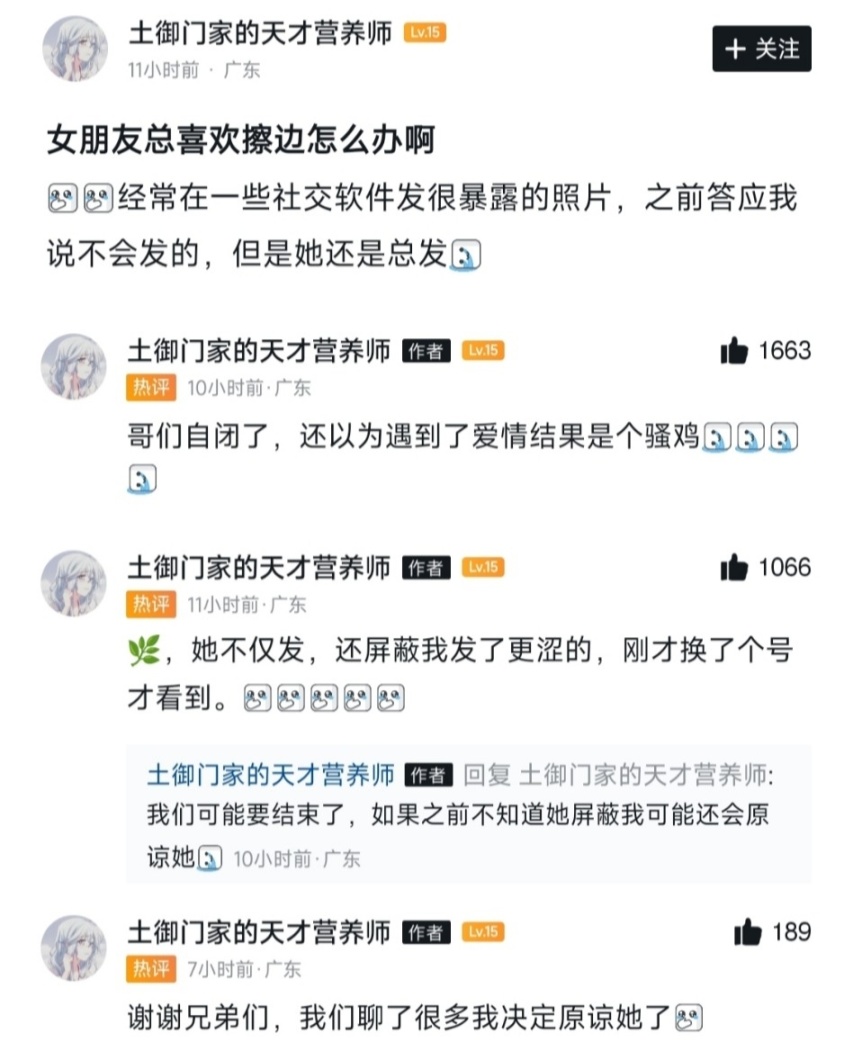 土御门家的天才营养师 Lv.15
11小时前 · 广东
+ 关注
女朋友总喜欢擦边怎么办啊
经常在一些社交软件发很暴露的照片，之前答应我
说不会发的，但是她还是总发
土御门家的天才营养师 作者 Lv.15
1663
热评 10小时前·广东
哥们自闭了，还以为遇到了爱情结果是个骚鸡
土御门家的天才营养师 作者 Lv.15
1066
热评 11小时前·广东
🌿，她不仅发，还屏蔽我发了更涩的，刚才换了个号
才看到。
土御门家的天才营养师 作者 回复 土御门家的天才营养师:
我们可能要结束了，如果之前不知道她屏蔽我可能还会原
谅她 10小时前·广东
土御门家的天才营养师 作者 Lv.15
189
热评 7小时前·广东
谢谢兄弟们，我们聊了很多我决定原谅她了